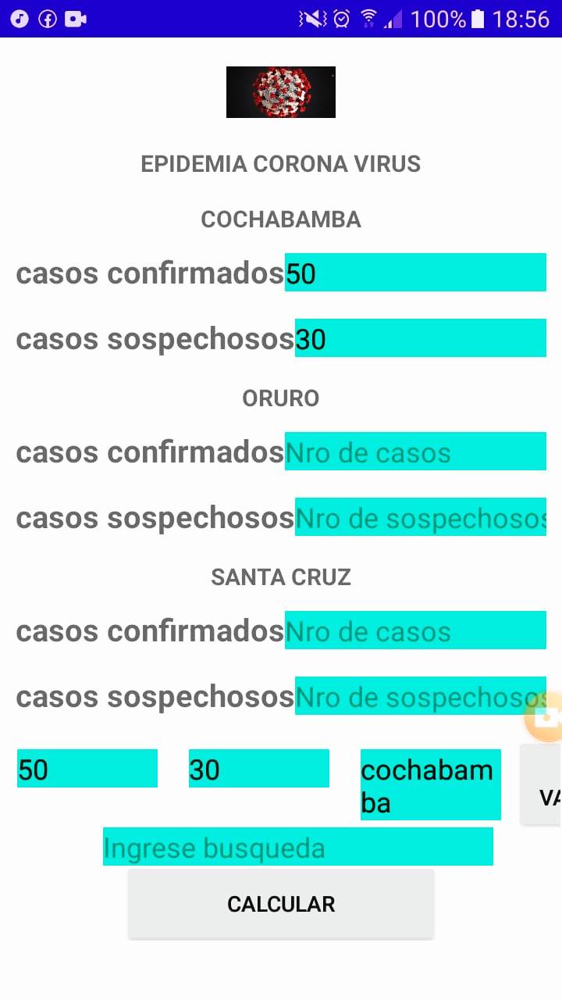 100% 18:56
EPIDEMIA CORONA VIRUS
COCHABAMBA
casos confirmados 50
casos sospechosos 30
ORURO
casos confirmados Nro de casos
casos sospechosos Nro de sospechosos
SANTA CRUZ
casos confirmados Nro de casos
casos sospechosos Nro de sospechosos
50 30 cochabam
ba VA
Ingrese busqueda
CALCULAR